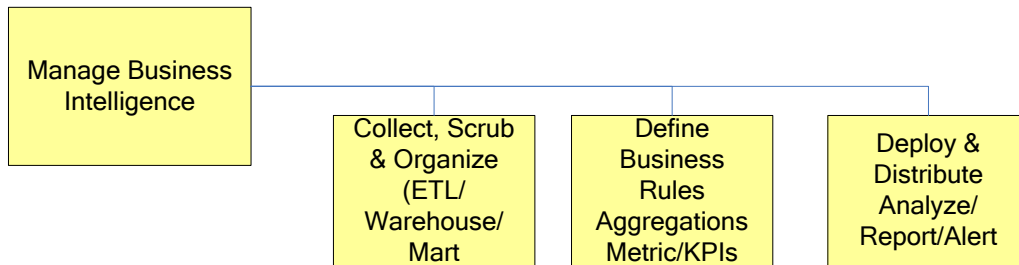 Manage Business
Intelligence
Collect, Scrub
& Organize
(ETL/
Warehouse/
Mart
Define
Business
Rules
Aggregations
Metric/KPIs
Deploy &
Distribute
Analyze/
Report/Alert